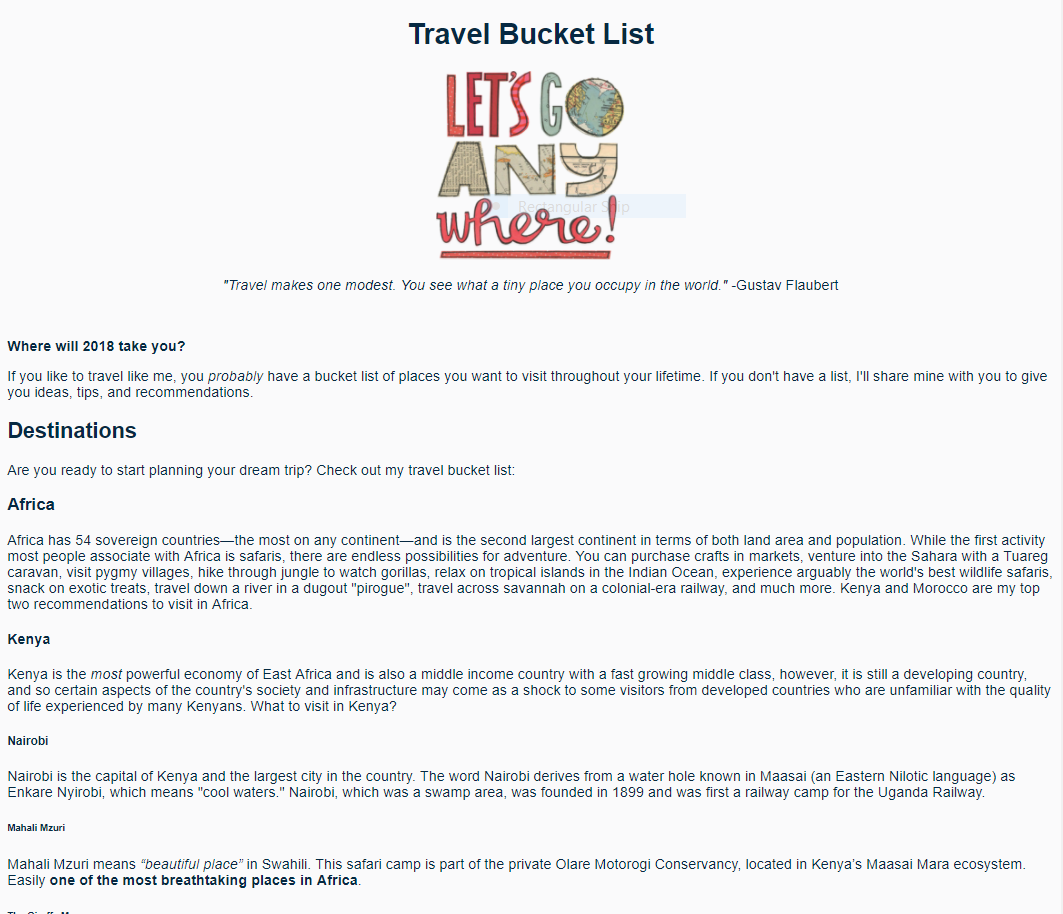 Travel Bucket List
LET'S GO
ANY
where!
Rectangular Snip
"Travel makes one modest. You see what a tiny place you occupy in the world." -Gustav Flaubert
Where will 2018 take you?
If you like to travel like me, you probably have a bucket list of places you want to visit throughout your lifetime. If you don't have a list, I'll share mine with you to give
you ideas, tips, and recommendations.
Destinations
Are you ready to start planning your dream trip? Check out my travel bucket list:
Africa
Africa has 54 sovereign countries—the most on any continent—and is the second largest continent in terms of both land area and population. While the first activity
most people associate with Africa is safaris, there are endless possibilities for adventure. You can purchase crafts in markets, venture into the Sahara with a Tuareg
caravan, visit pygmy villages, hike through jungle to watch gorillas, relax on tropical islands in the Indian Ocean, experience arguably the world's best wildlife safaris,
snack on exotic treats, travel down a river in a dugout "pirogue", travel across savannah on a colonial-era railway, and much more. Kenya and Morocco are my top
two recommendations to visit in Africa.
Kenya
Kenya is the most powerful economy of East Africa and is also a middle income country with a fast growing middle class, however, it is still a developing country,
and so certain aspects of the country's society and infrastructure may come as a shock to some visitors from developed countries who are unfamiliar with the quality
of life experienced by many Kenyans. What to visit in Kenya?
Nairobi
Nairobi is the capital of Kenya and the largest city in the country. The word Nairobi derives from a water hole known in Maasai (an Eastern Nilotic language) as
Enkare Nyirobi, which means "cool waters." Nairobi, which was a swamp area, was founded in 1899 and was first a railway camp for the Uganda Railway.
Mahali Mzuri
Mahali Mzuri means “beautiful place” in Swahili. This safari camp is part of the private Olare Motorogi Conservancy, located in Kenya’s Maasai Mara ecosystem.
Easily one of the most breathtaking places in Africa.